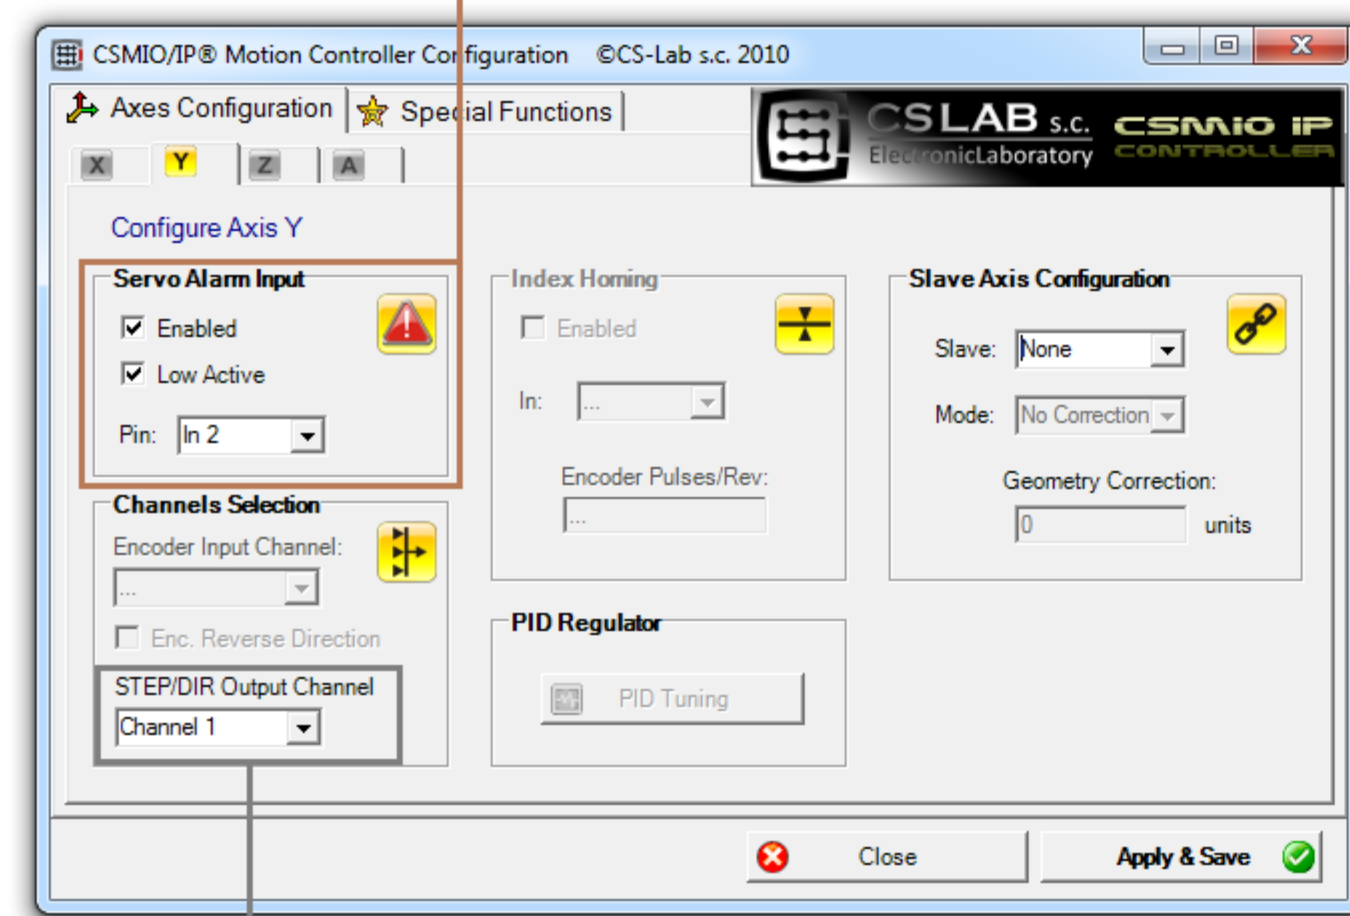 CSMIO/IP® Motion Controller Configuration ©CS-Lab s.c. 2010
Axes Configuration Special Functions
CSLAB s.c.
ElectronicLaboratory
CSMIO IP
CONTROLLER
X Y Z A
Configure Axis Y
Servo Alarm Input
Enabled
Low Active
Pin: In 2
Channels Selection
Encoder Input Channel:
...
Enc. Reverse Direction
STEP/DIR Output Channel
Channel 1
Index Homing
Enabled
In: ...
Encoder Pulses/Rev:
...
PID Regulator
PID Tuning
Slave Axis Configuration
Slave: None
Mode: No Correction
Geometry Correction:
0 units
Close Apply & Save